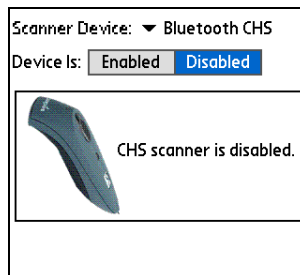 Scanner Device: Bluetooth CHS
Device Is: Enabled Disabled
CHS scanner is disabled.